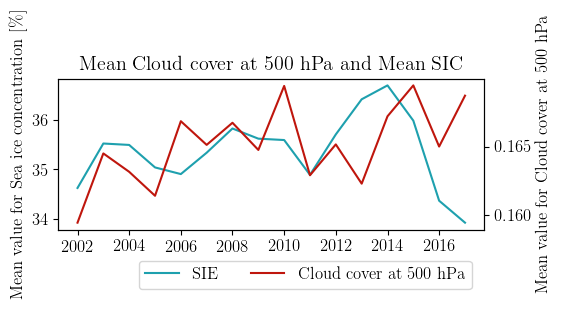 Mean Cloud cover at 500 hPa and Mean SIC
Mean value for Sea ice concentration [%]
36
35
34
Mean value for Cloud cover at 500 hPa
0.165
0.160
2002 2004 2006 2008 2010 2012 2014 2016
SIE Cloud cover at 500 hPa